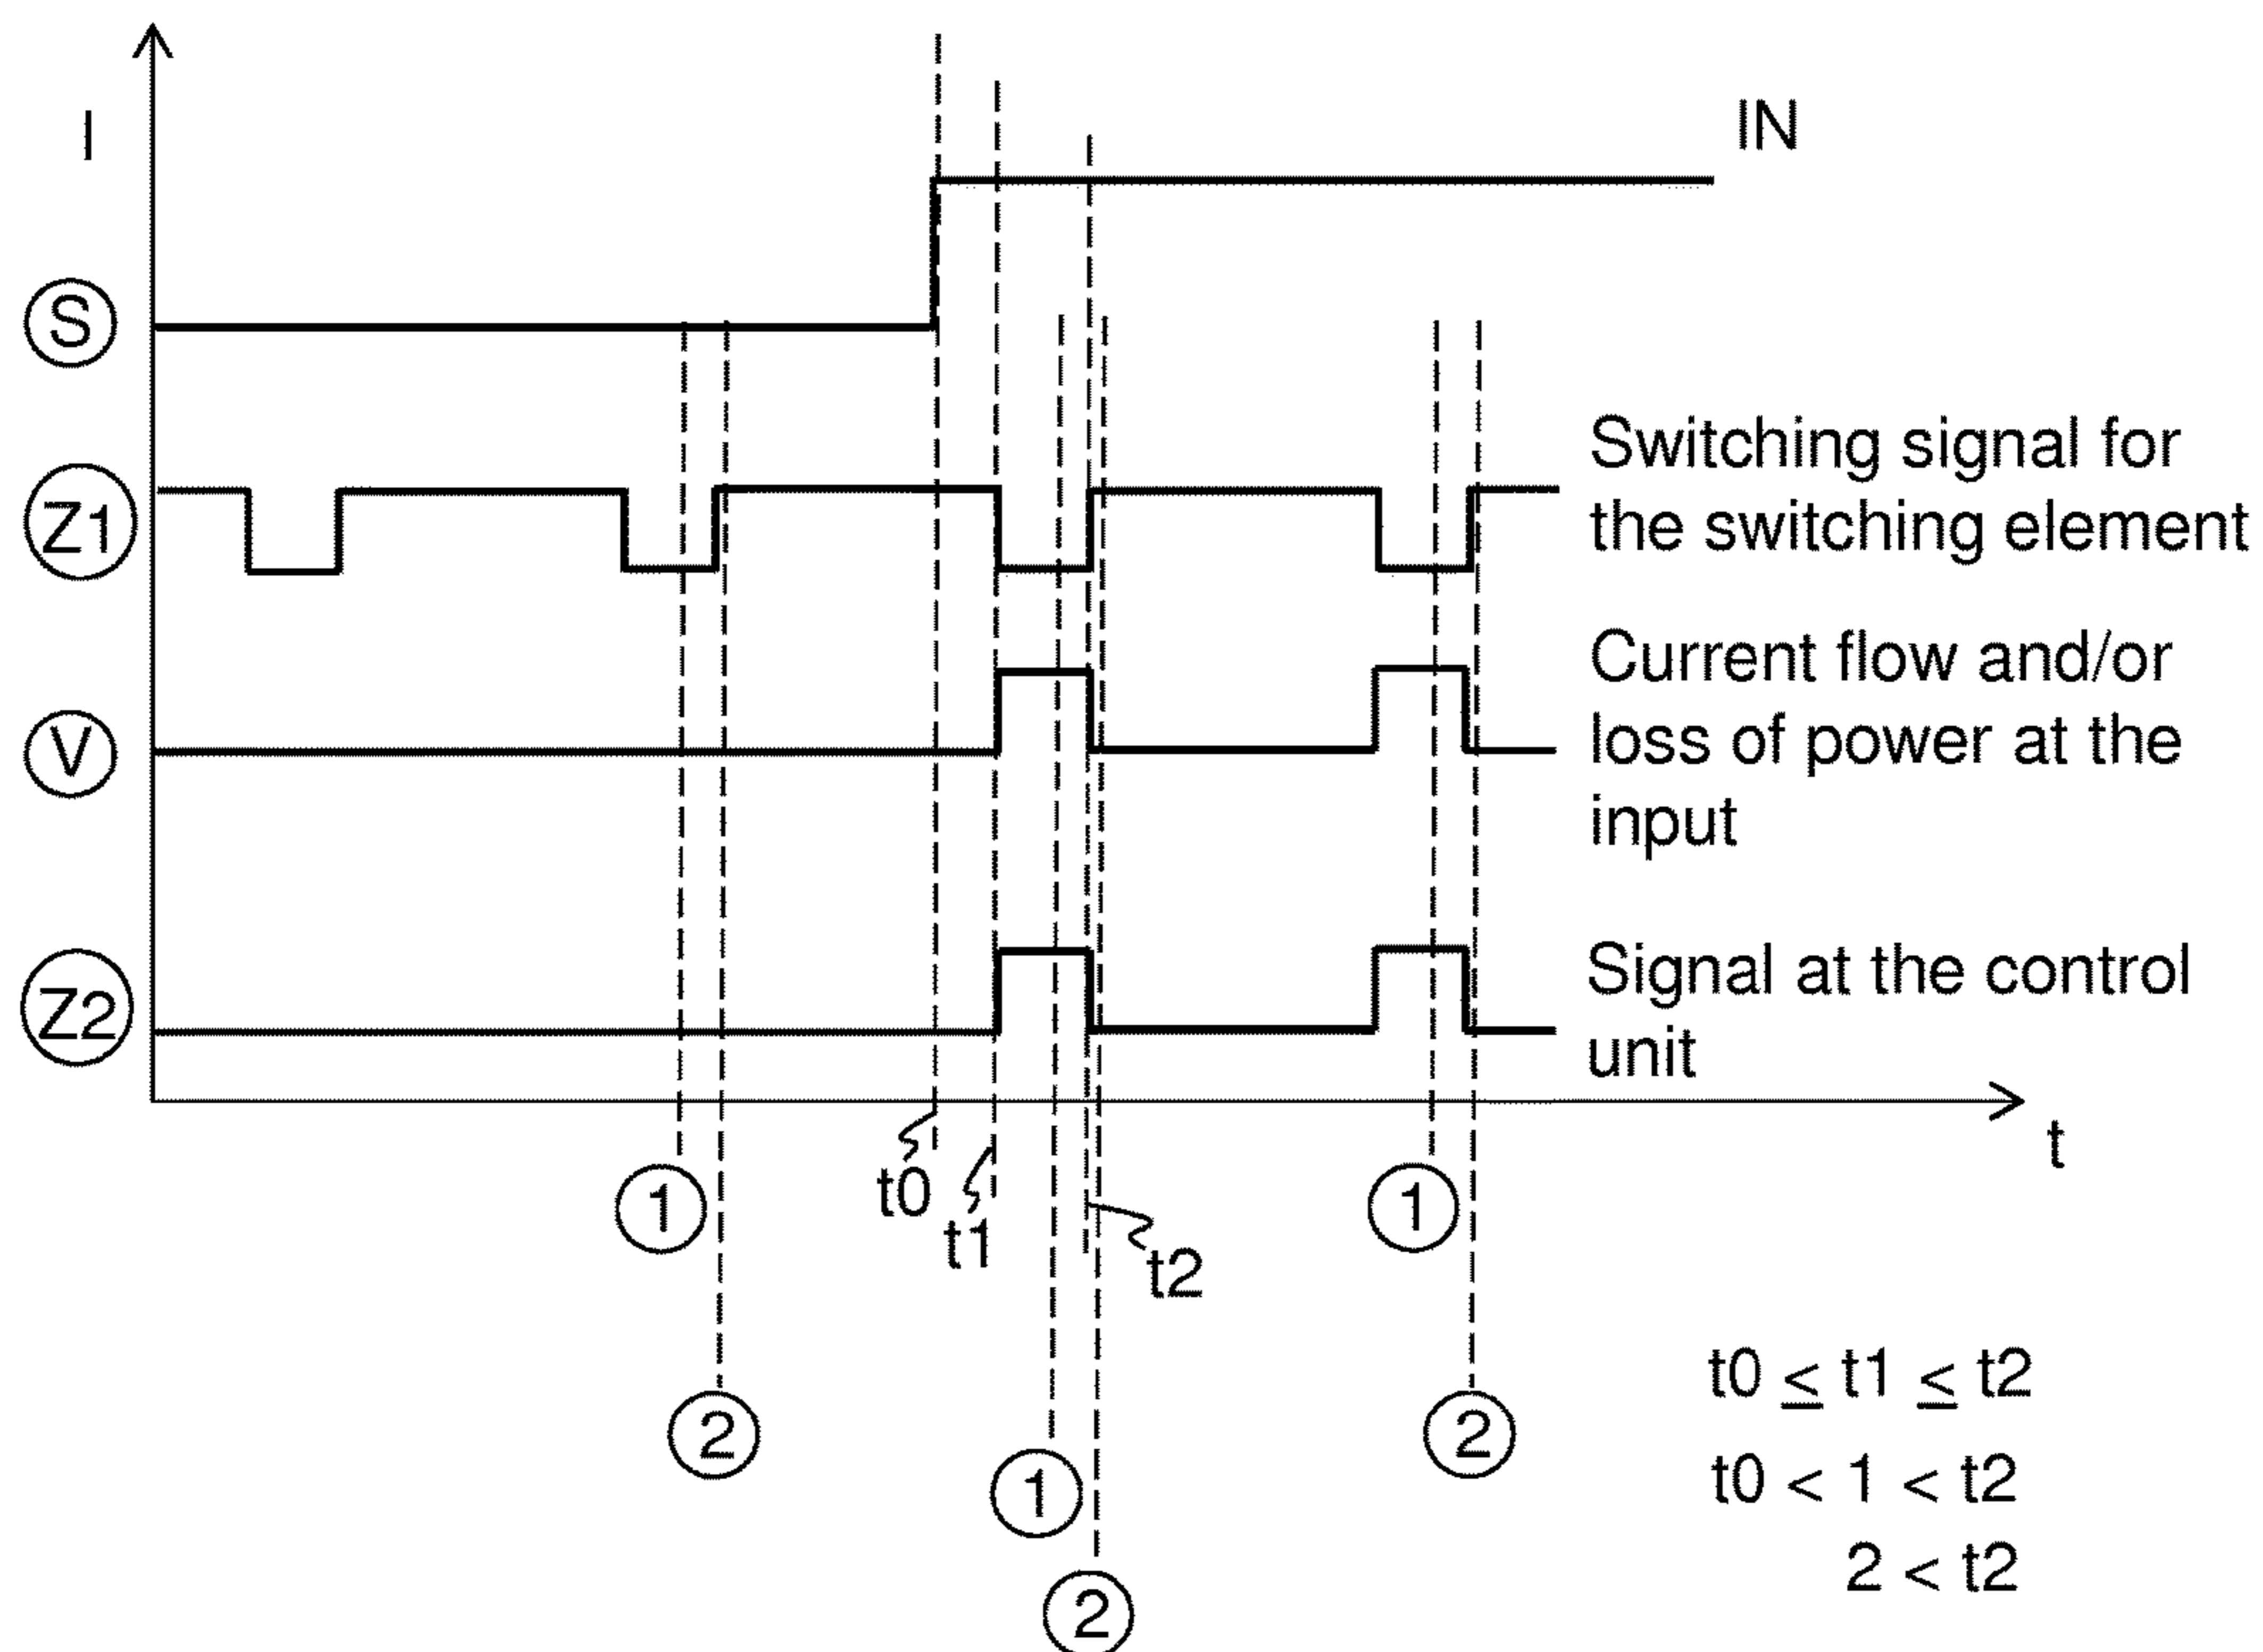 I
IN
S
Z1
Switching signal for
the switching element
V
Current flow and/or
loss of power at the
input
Z2
Signal at the control
unit
t
t0
t1
t2
1
2
1
2
1
2
t0 ≤ t1 ≤ t2
t0 < 1 < t2
2 < t2